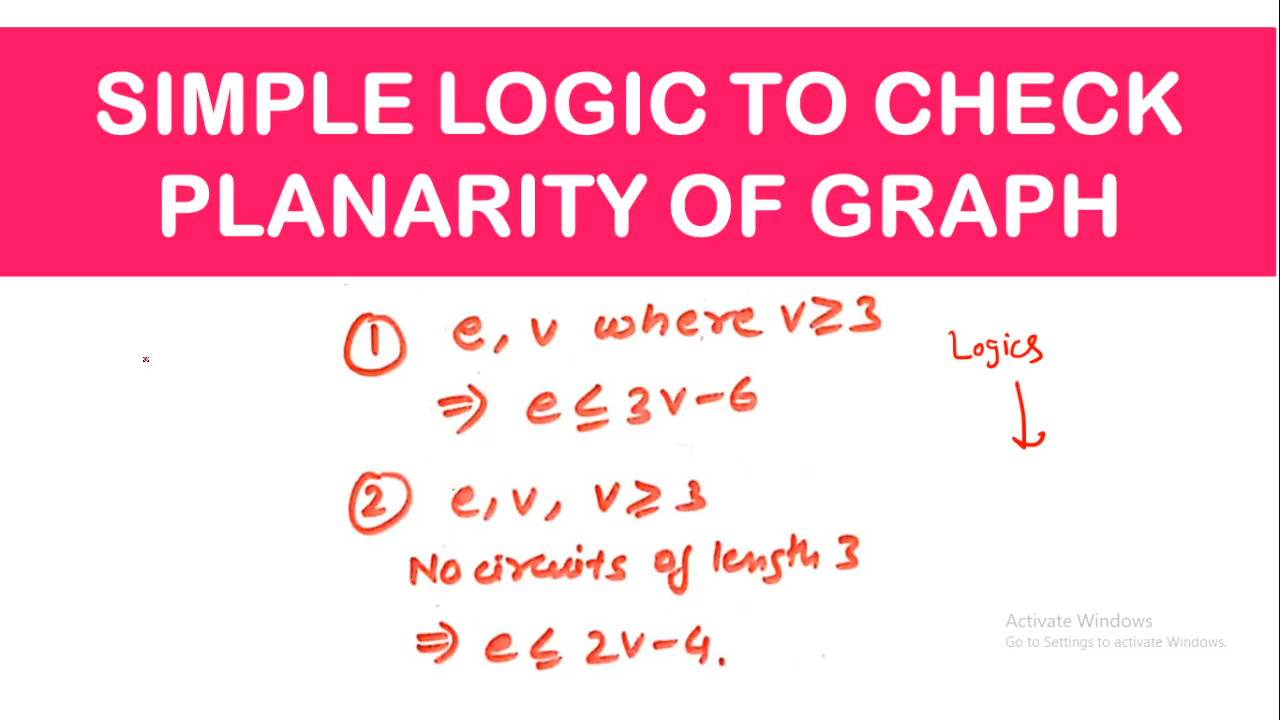 SIMPLE LOGIC TO CHECK
PLANARITY OF GRAPH
① e, v where v≥3
⇒ e ≤ 3v-6
Logics
↓
② e, v, v ≥ 3
No circuits of length 3
⇒ e ≤ 2v-4.
Activate Windows
Go to Settings to activate Windows.